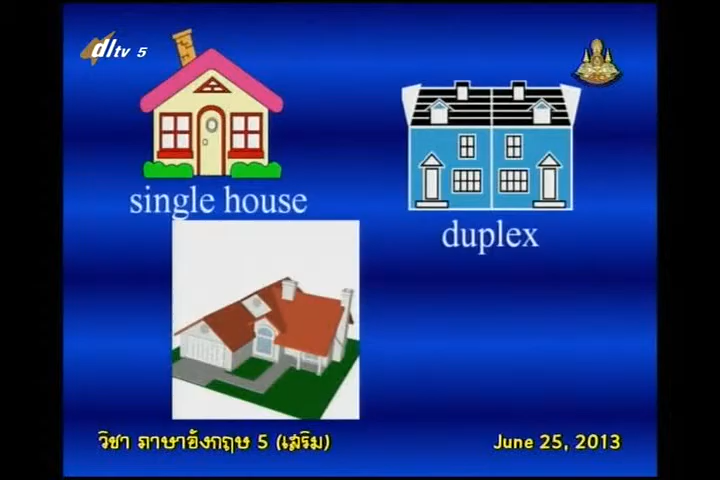 dltv 5
single house
duplex
วิชา ภาษาอังกฤษ 5 (เสริม)
June 25, 2013